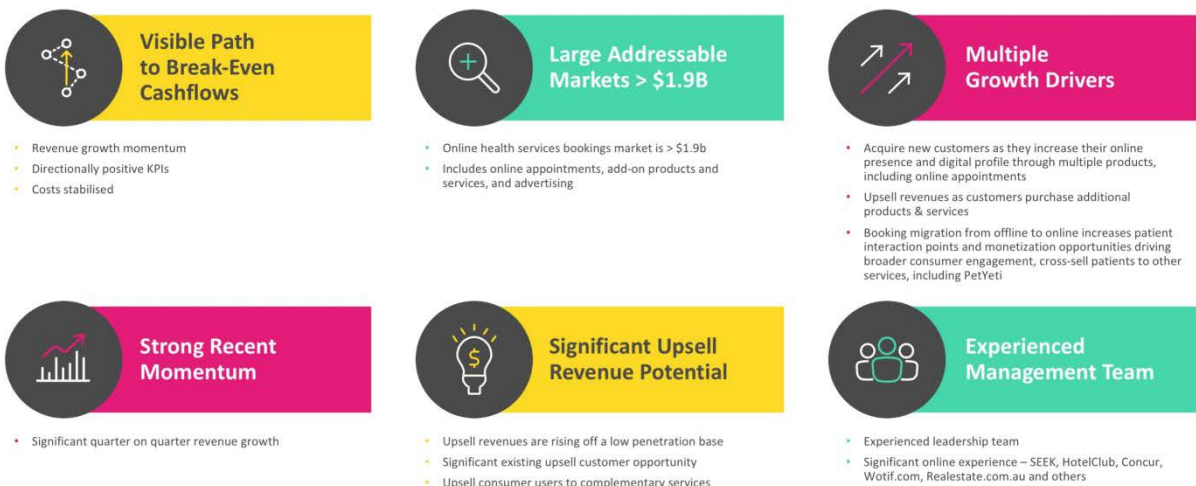 Visible Path
to Break-Even
Cashflows
• Revenue growth momentum
• Directionally positive KPIs
• Costs stabilised
Large Addressable
Markets > $1.9B
• Online health services bookings market is > $1.9b
• Includes online appointments, add-on products and
services, and advertising
Multiple
Growth Drivers
• Acquire new customers as they increase their online
presence and digital profile through multiple products,
including online appointments
• Upsell revenues as customers purchase additional
products & services
• Booking migration from offline to online increases patient
interaction points and monetization opportunities driving
broader consumer engagement, cross-sell patients to other
services, including PetYeti
Strong Recent
Momentum
• Significant quarter on quarter revenue growth
$
Significant Upsell
Revenue Potential
• Upsell revenues are rising off a low penetration base
• Significant existing upsell customer opportunity
• Upsell consumer users to complementary services
Experienced
Management Team
• Experienced leadership team
• Significant online experience – SEEK, HotelClub, Concur,
Wotif.com, Realestate.com.au and others